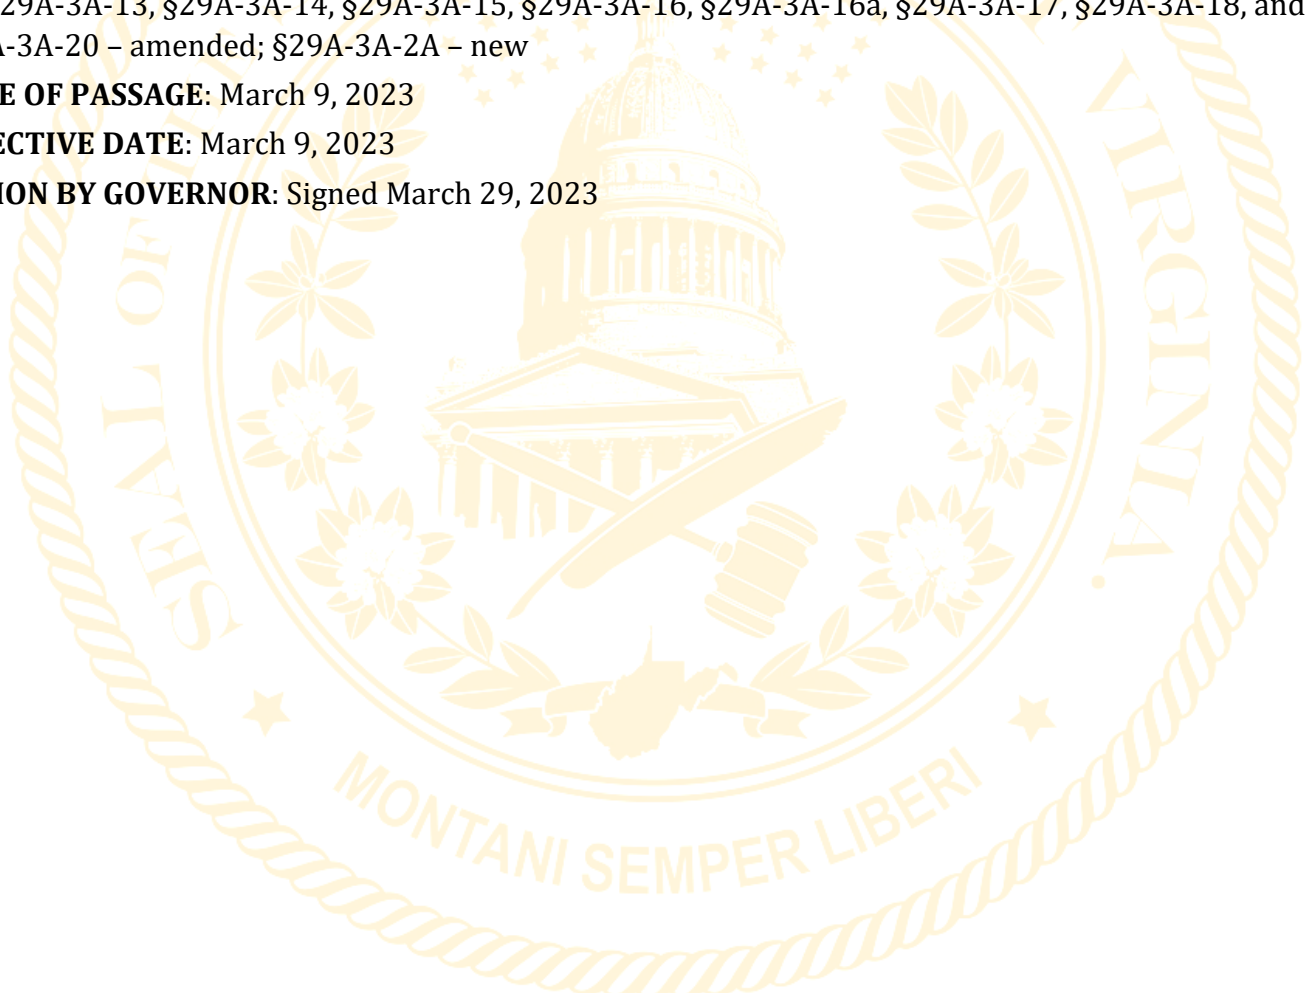 29A-3A-13, §29A-3A-14, §29A-3A-15, §29A-3A-16, §29A-3A-16a, §29A-3A-17, §29A-3A-18, and
-3A-20 – amended; §29A-3A-2A – new
E OF PASSAGE: March 9, 2023
ECTIVE DATE: March 9, 2023
ION BY GOVERNOR: Signed March 29, 2023
SEAL OF THE
VIRGINIA.
MONTANI SEMPER LIBERI